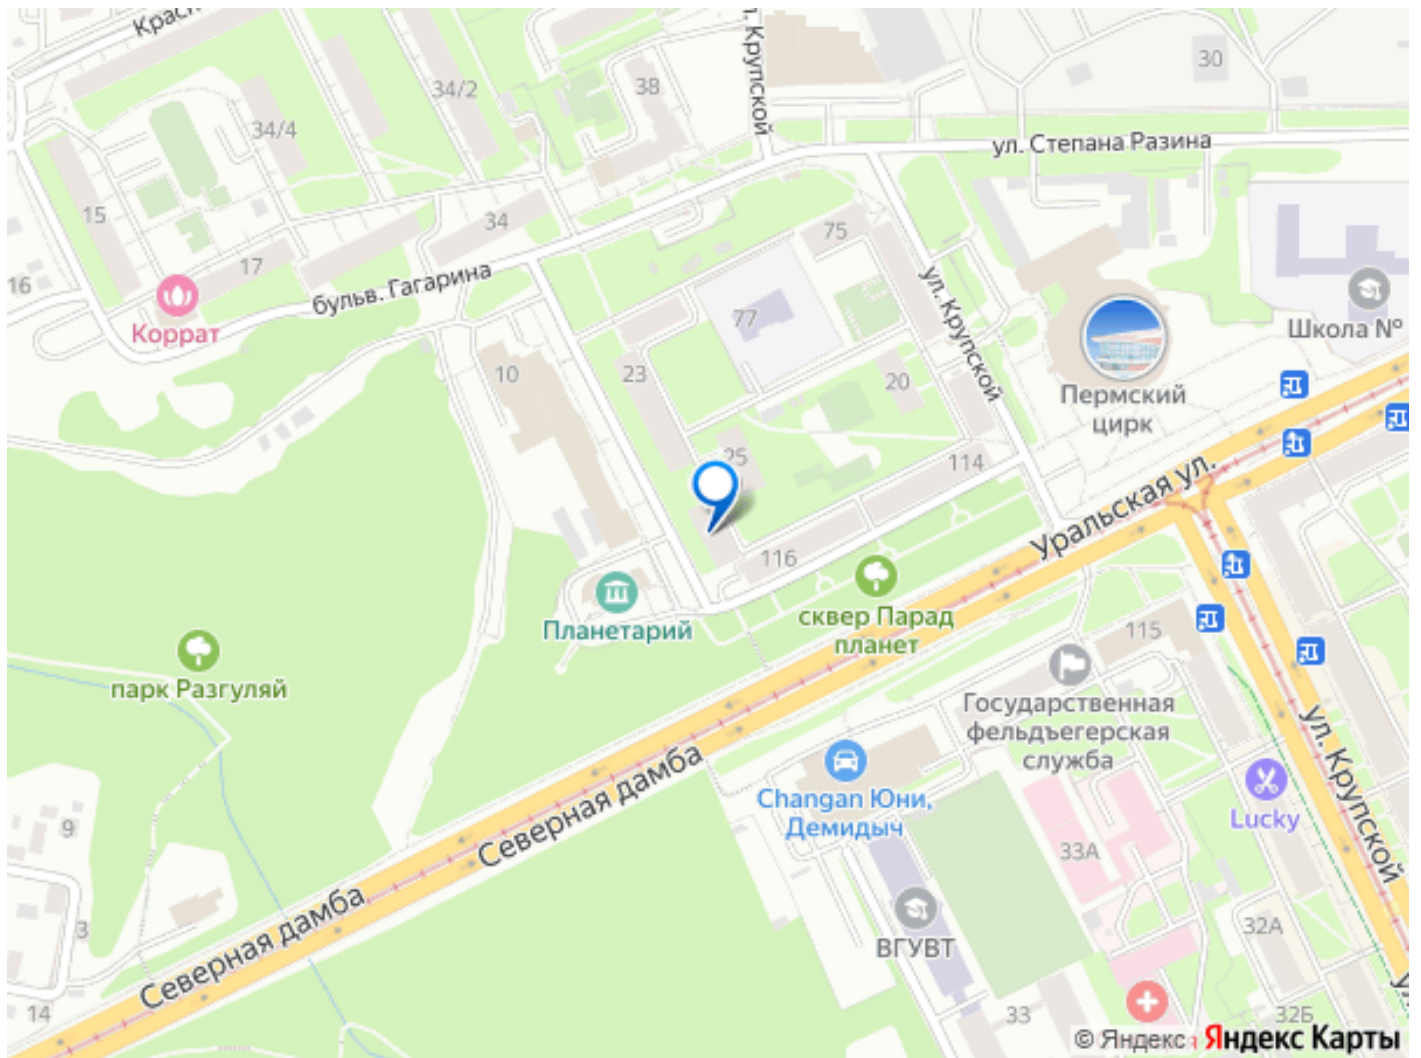 Крас
ул. Крупской
34/2
38
30
34/4
ул. Степана Разина
15
34
75
17
16
бульв. Гагарина
ул. Крупской
Коррат
77
Школа №
10
23
20
Пермский
цирк
25
114
Уральская ул.
116
Планетарий
сквер Парад
планет
115
парк Разгуляй
Государственная
фельдъегерская
служба
ул. Крупской
Северная дамба
Changan Юни,
Демидыч
Lucky
9
33А
Северная дамба
3
ВГУВТ
32А
14
33
32Б
© Яндекс Яндекс Карты